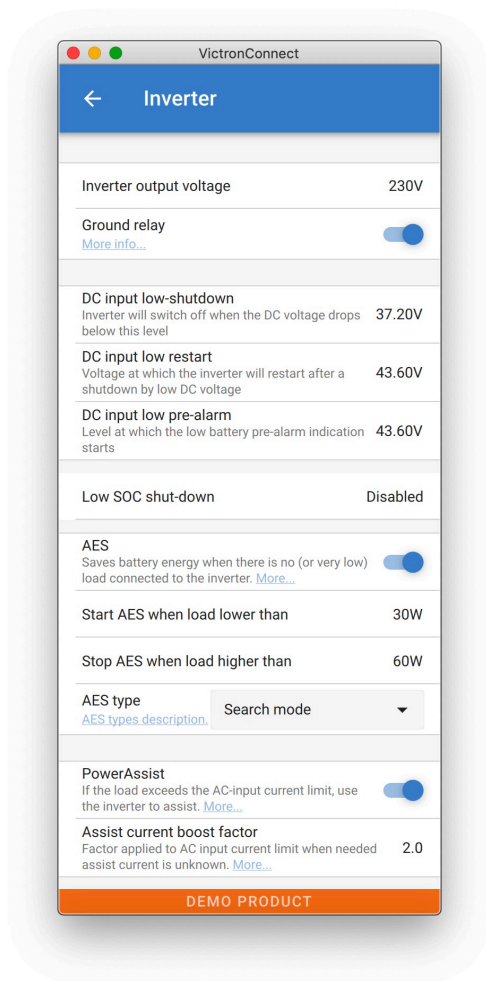 VictronConnect
Inverter
Inverter output voltage 230V
Ground relay
More info...
DC input low-shutdown
Inverter will switch off when the DC voltage drops 37.20V
below this level
DC input low restart
Voltage at which the inverter will restart after a 43.60V
shutdown by low DC voltage
DC input low pre-alarm
Level at which the low battery pre-alarm indication 43.60V
starts
Low SOC shut-down Disabled
AES
Saves battery energy when there is no (or very low)
load connected to the inverter. More...
Start AES when load lower than 30W
Stop AES when load higher than 60W
AES type
AES types description. Search mode
PowerAssist
If the load exceeds the AC-input current limit, use
the inverter to assist. More...
Assist current boost factor
Factor applied to AC input current limit when needed 2.0
assist current is unknown. More...
DEMO PRODUCT